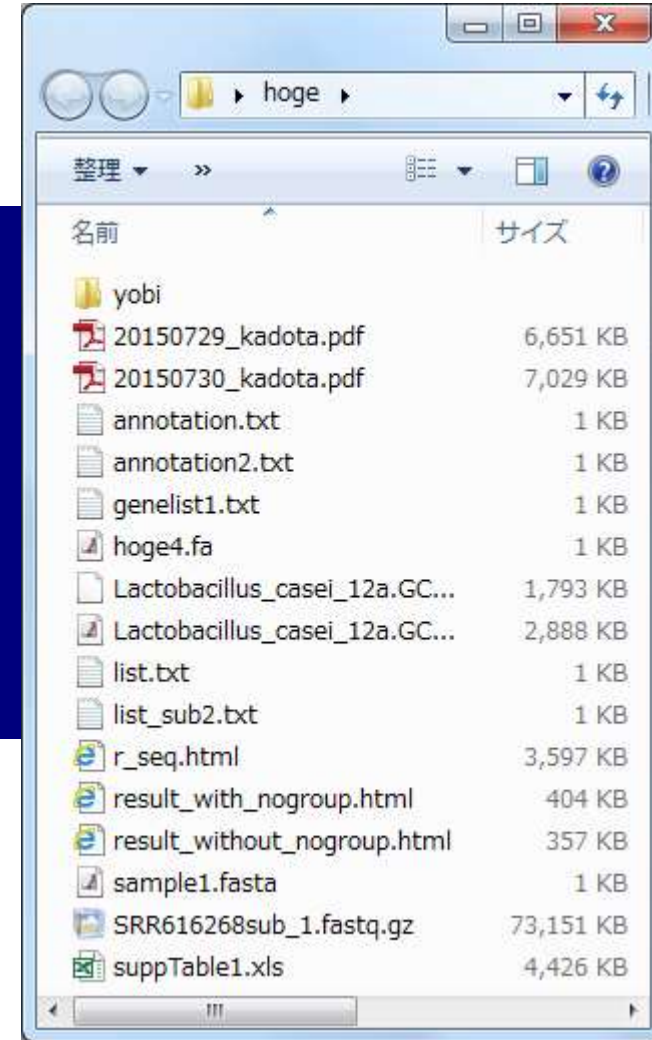 hoge
整理 »
名前 サイズ
yobi
20150729_kadota.pdf 6,651 KB
20150730_kadota.pdf 7,029 KB
annotation.txt 1 KB
annotation2.txt 1 KB
genelist1.txt 1 KB
hoge4.fa 1 KB
Lactobacillus_casei_12a.GC... 1,793 KB
Lactobacillus_casei_12a.GC... 2,888 KB
list.txt 1 KB
list_sub2.txt 1 KB
r_seq.html 3,597 KB
result_with_nogroup.html 404 KB
result_without_nogroup.html 357 KB
sample1.fasta 1 KB
SRR616268sub_1.fastq.gz 73,151 KB
suppTable1.xls 4,426 KB